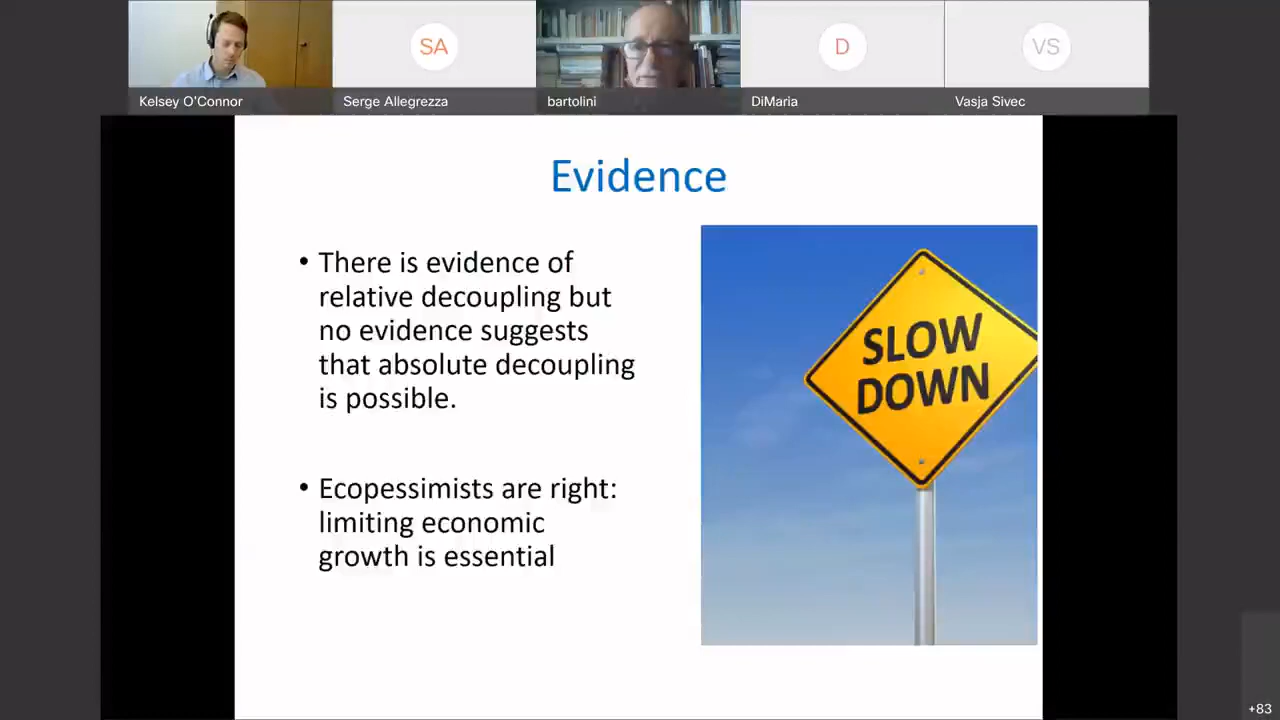 SA
D
VS
Kelsey O'Connor
Serge Allegrezza
bartolini
DiMaria
Vasja Sivec
Evidence
• There is evidence of
relative decoupling but
no evidence suggests
that absolute decoupling
is possible.
• Ecopessimists are right:
limiting economic
growth is essential
SLOW
DOWN
+83